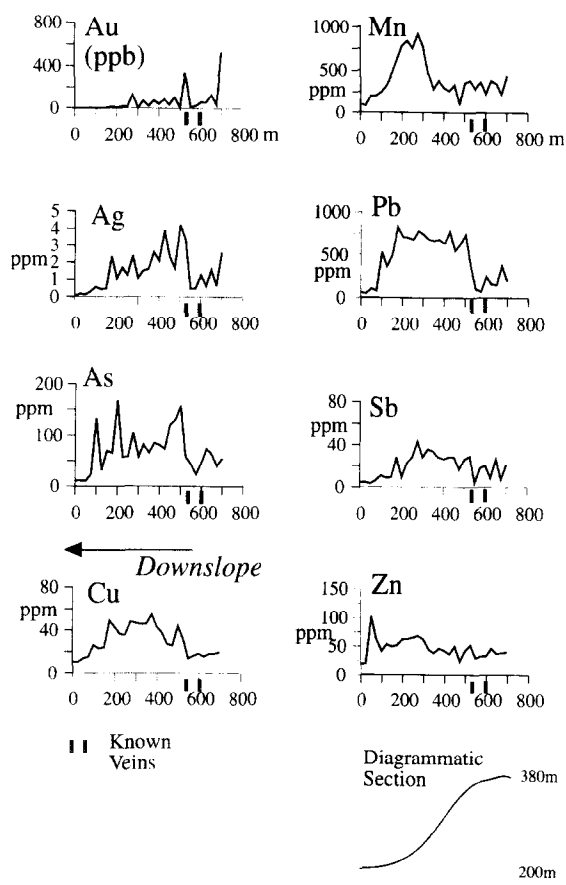 Au
(ppb)
800
400
0
0 200 400 600 800 m
Mn
1000
500
ppm
0
0 200 400 600 800 m
Ag
5
4
3
ppm
2
1
0
0 200 400 600 800
Pb
1000
500
ppm
0
0 200 400 600 800
As
200
ppm
100
0
0 200 400 600 800
Sb
80
ppm
40
0
0 200 400 600 800
Downslope
Cu
80
ppm
40
0
0 200 400 600 800
Zn
150
100
ppm
50
0
0 200 400 600 800
Known
Veins
Diagrammatic
Section
380m
200m